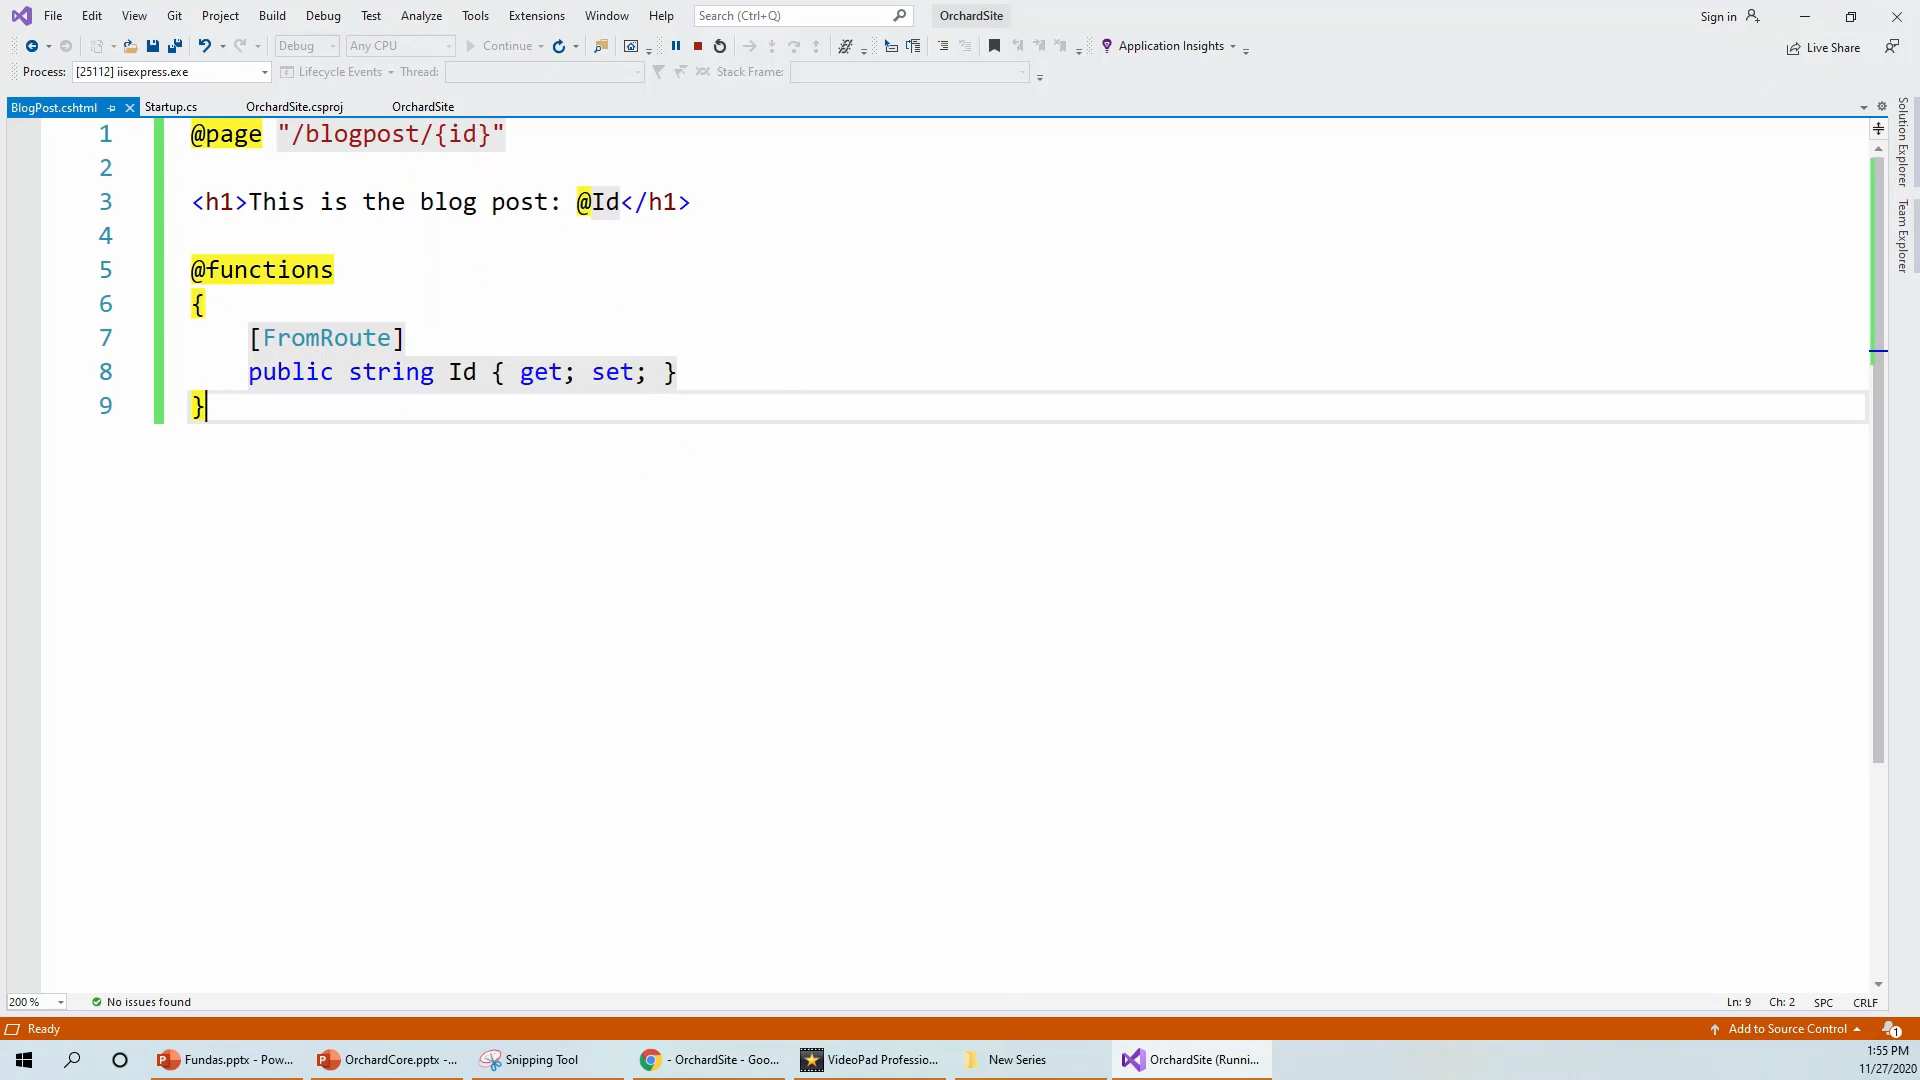 File Edit View Git Project Build Debug Test Analyze Tools Extensions Window Help Search (Ctrl+Q) OrchardSite Sign in
Debug Any CPU Continue Application Insights Live Share
Process: [25112] iisexpress.exe Lifecycle Events Thread: Stack Frame:
BlogPost.cshtml Startup.cs OrchardSite.csproj OrchardSite
1 @page "/blogpost/{id}"
2
3 <h1>This is the blog post: @Id</h1>
4
5 @functions
6 {
7 [FromRoute]
8 public string Id { get; set; }
9 }
Solution Explorer
Team Explorer
200 % No issues found Ln: 9 Ch: 2 SPC CRLF
Ready Add to Source Control 1
Fundas.pptx - Pow... OrchardCore.pptx -... Snipping Tool - OrchardSite - Goo... VideoPad Professio... New Series OrchardSite (Runni...
1:55 PM
11/27/2020